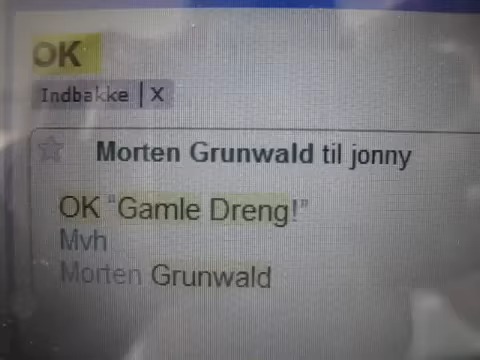 OK
Indbakke | X
Morten Grunwald til jonny
OK "Gamle Dreng!"
Mvh
Morten Grunwald